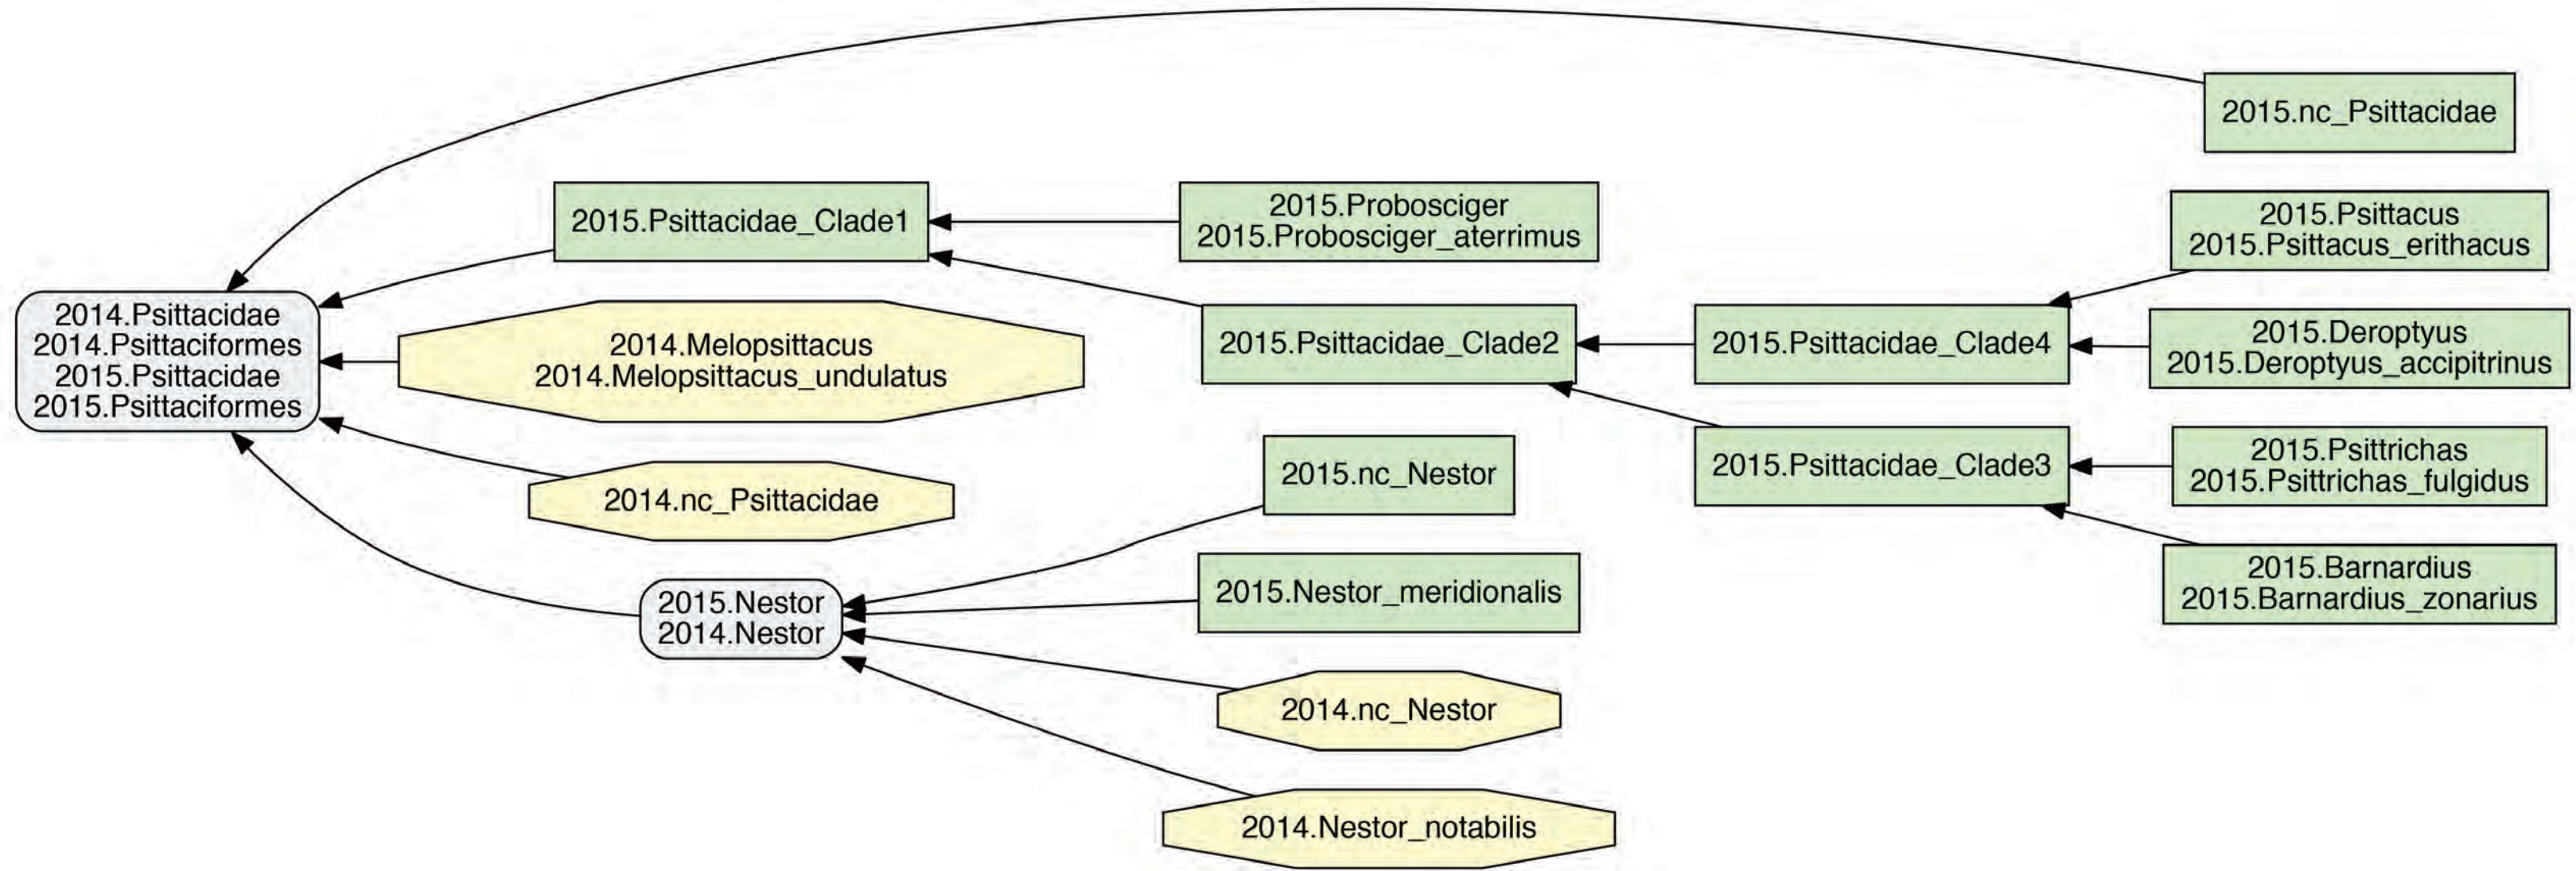 2015.nc_Psittacidae
2015.Psittacidae_Clade1
2015.Probosciger
2015.Probosciger_aterrimus
2015.Psittacus
2015.Psittacus_erithacus
2014.Psittacidae
2014.Psittaciformes
2015.Psittacidae
2015.Psittaciformes
2014.Melopsittacus
2014.Melopsittacus_undulatus
2015.Psittacidae_Clade2
2015.Psittacidae_Clade4
2015.Deroptyus
2015.Deroptyus_accipitrinus
2014.nc_Psittacidae
2015.nc_Nestor
2015.Psittacidae_Clade3
2015.Psittrichas
2015.Psittrichas_fulgidus
2015.Nestor
2014.Nestor
2015.Nestor_meridionalis
2015.Barnardius
2015.Barnardius_zonarius
2014.nc_Nestor
2014.Nestor_notabilis